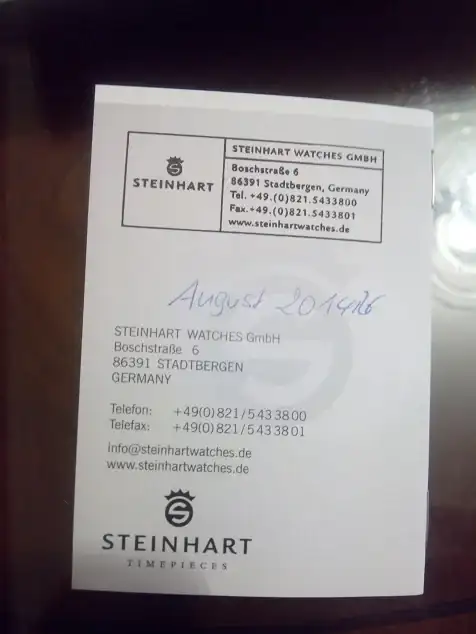 STEINHART
STEINHART WATCHES GMBH
Boschstraße 6
86391 Stadtbergen, Germany
Tel. +49.(0)821.5433800
Fax.+49.(0)821.5433801
www.steinhartwatches.de
August 2014
STEINHART WATCHES GmbH
Boschstraße 6
86391 STADTBERGEN
GERMANY
Telefon: +49(0)821/5433800
Telefax: +49(0)821/5433801
info@steinhartwatches.de
www.steinhartwatches.de
STEINHART
TIMEPIECES